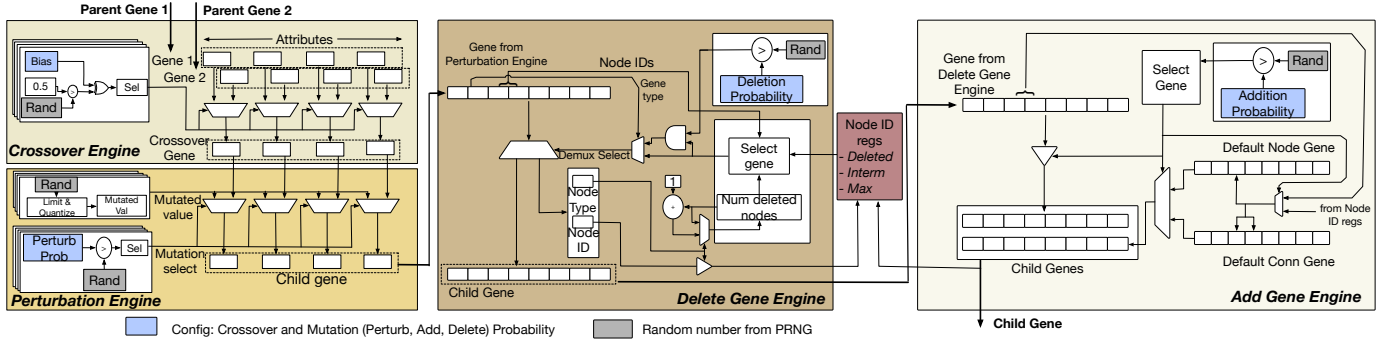 Parent Gene 1
Parent Gene 2
Attributes
Gene 1
Gene 2
Bias
0.5
>
Rand
Sel
Crossover
Gene
Crossover Engine
Rand
Limit &
Quantize
Mutated
Val
Mutated
value
Perturb
Prob
>
Sel
Rand
Mutation
select
Child gene
Perturbation Engine
Gene from
Perturbation Engine
Node IDs
Gene
type
>
Rand
Deletion
Probability
Demux Select
Select
gene
Node
Type
Node
ID
1
+
Num deleted
nodes
Child Gene
Delete Gene Engine
Node ID
regs
- Deleted
- Interm
- Max
Gene from
Delete Gene
Engine
Select
Gene
>
Rand
Addition
Probability
Default Node Gene
from Node
ID regs
Default Conn Gene
Child Genes
Add Gene Engine
Child Gene
Config: Crossover and Mutation (Perturb, Add, Delete) Probability
Random number from PRNG